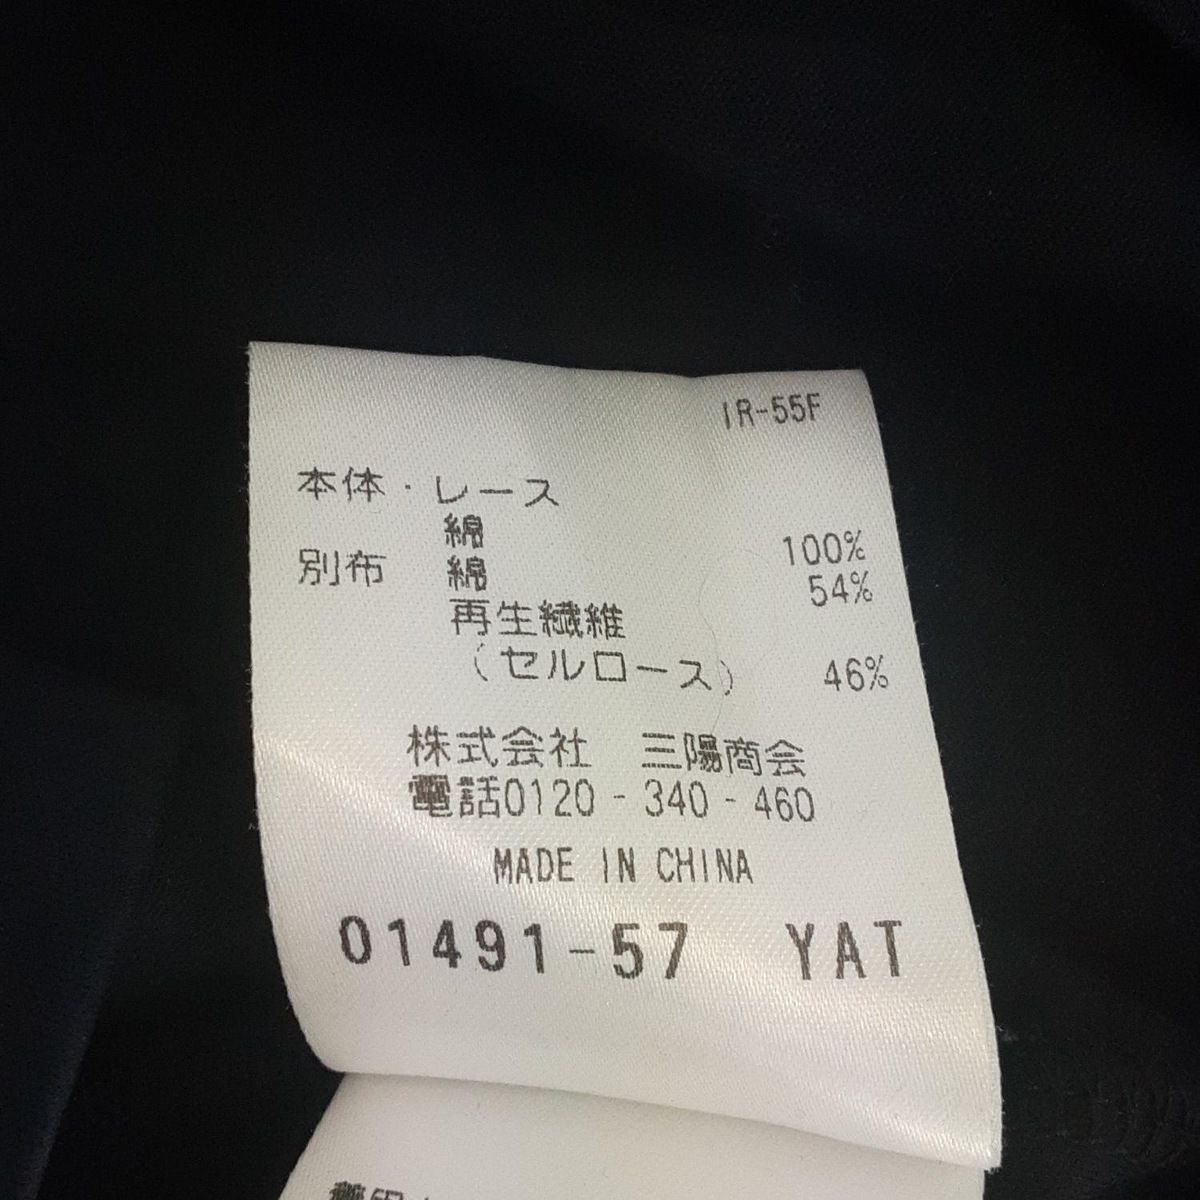 IR-55F
本体・レース
綿 100%
別布 綿 54%
再生繊維
(セルロース) 46%
株式会社 三陽商会
電話0120-340-460
MADE IN CHINA
01491-57 YAT